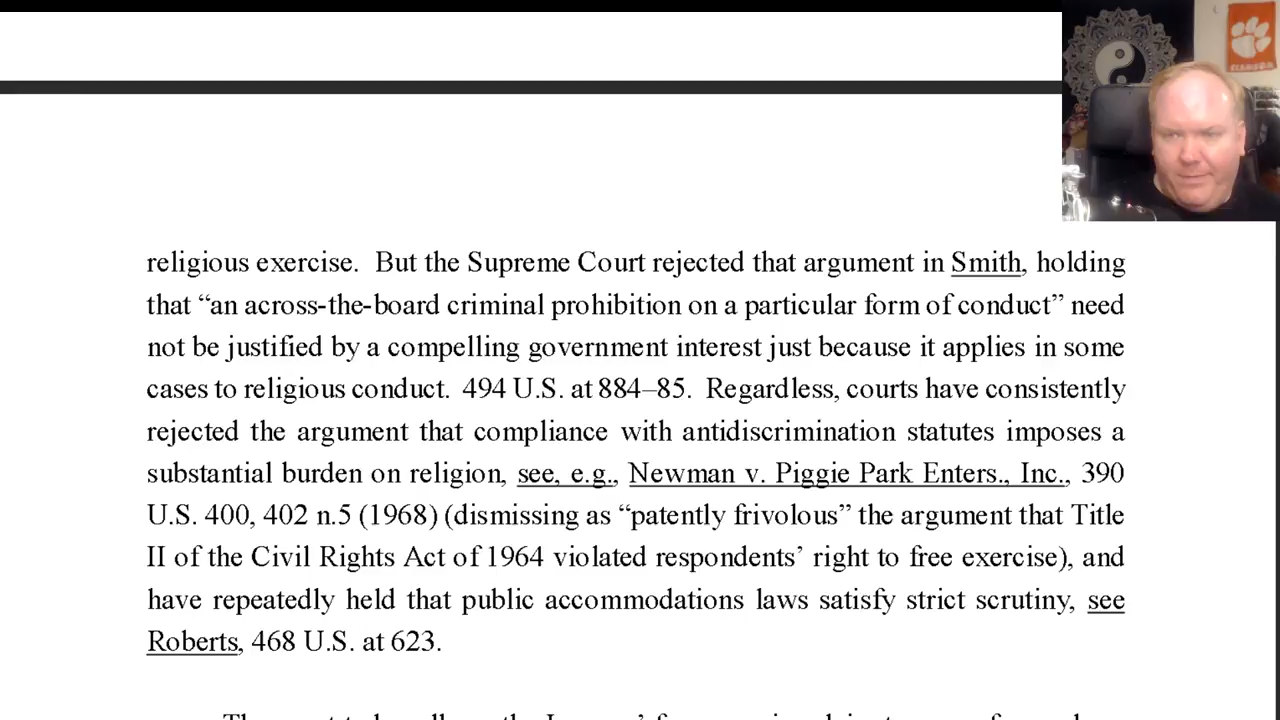 CLEMSON
religious exercise. But the Supreme Court rejected that argument in Smith, holding
that “an across-the-board criminal prohibition on a particular form of conduct” need
not be justified by a compelling government interest just because it applies in some
cases to religious conduct. 494 U.S. at 884–85. Regardless, courts have consistently
rejected the argument that compliance with antidiscrimination statutes imposes a
substantial burden on religion, see, e.g., Newman v. Piggie Park Enters., Inc., 390
U.S. 400, 402 n.5 (1968) (dismissing as “patently frivolous” the argument that Title
II of the Civil Rights Act of 1964 violated respondents’ right to free exercise), and
have repeatedly held that public accommodations laws satisfy strict scrutiny, see
Roberts, 468 U.S. at 623.